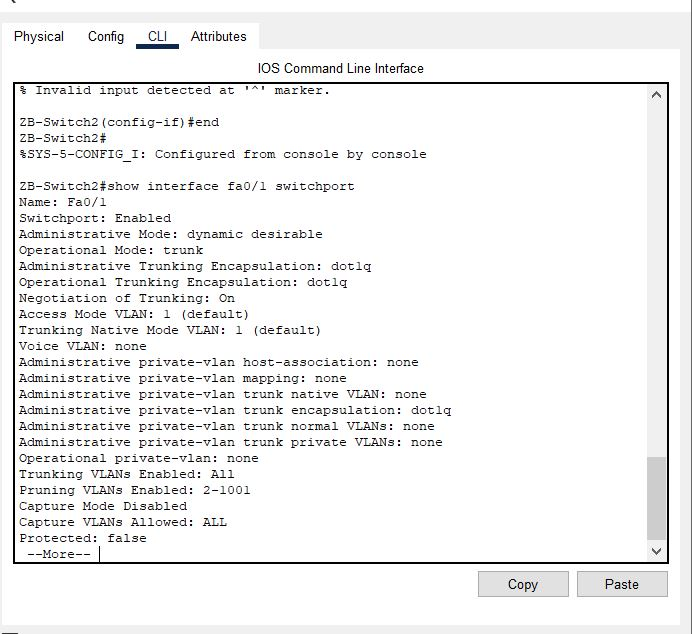 Physical Config CLI Attributes
IOS Command Line Interface
% Invalid input detected at '^' marker.
ZB-Switch2(config-if)#end
ZB-Switch2#
%SYS-5-CONFIG_I: Configured from console by console
ZB-Switch2#show interface fa0/1 switchport
Name: Fa0/1
Switchport: Enabled
Administrative Mode: dynamic desirable
Operational Mode: trunk
Administrative Trunking Encapsulation: dot1q
Operational Trunking Encapsulation: dot1q
Negotiation of Trunking: On
Access Mode VLAN: 1 (default)
Trunking Native Mode VLAN: 1 (default)
Voice VLAN: none
Administrative private-vlan host-association: none
Administrative private-vlan mapping: none
Administrative private-vlan trunk native VLAN: none
Administrative private-vlan trunk encapsulation: dot1q
Administrative private-vlan trunk normal VLANs: none
Administrative private-vlan trunk private VLANs: none
Operational private-vlan: none
Trunking VLANs Enabled: All
Pruning VLANs Enabled: 2-1001
Capture Mode Disabled
Capture VLANs Allowed: ALL
Protected: false
--More--
Copy Paste